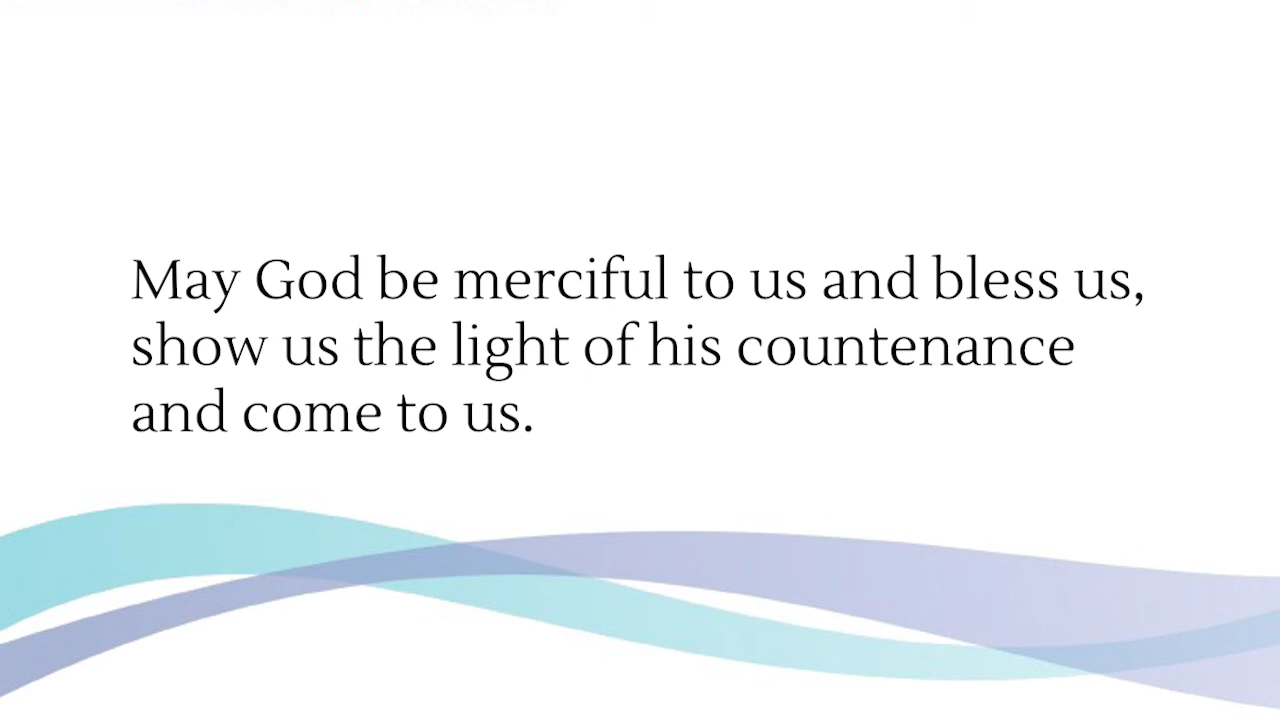 May God be merciful to us and bless us,
show us the light of his countenance
and come to us.